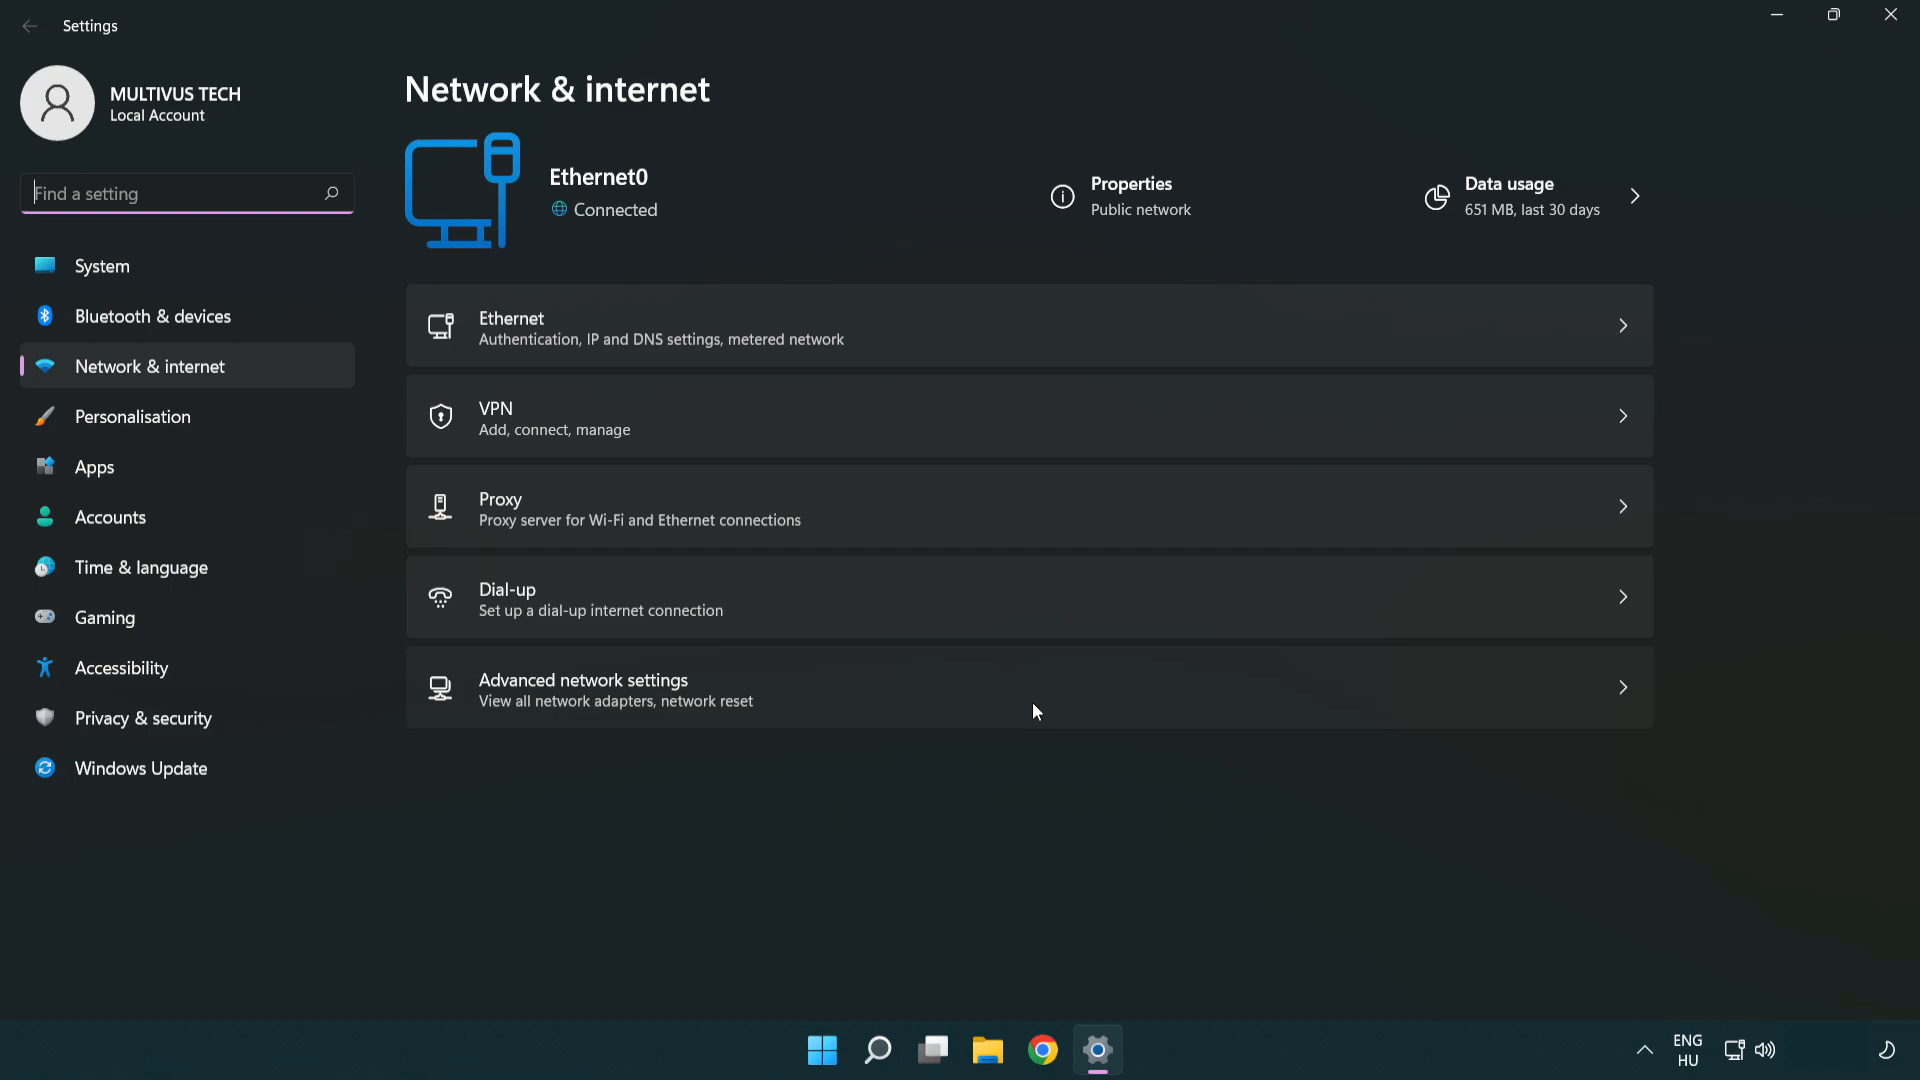 Settings
MULTIVUS TECH
Local Account
Find a setting
System
Bluetooth & devices
Network & internet
Personalisation
Apps
Accounts
Time & language
Gaming
Accessibility
Privacy & security
Windows Update
Network & internet
Ethernet0
Connected
Properties
Public network
Data usage
651 MB, last 30 days
Ethernet
Authentication, IP and DNS settings, metered network
VPN
Add, connect, manage
Proxy
Proxy server for Wi-Fi and Ethernet connections
Dial-up
Set up a dial-up internet connection
Advanced network settings
View all network adapters, network reset
ENG
HU